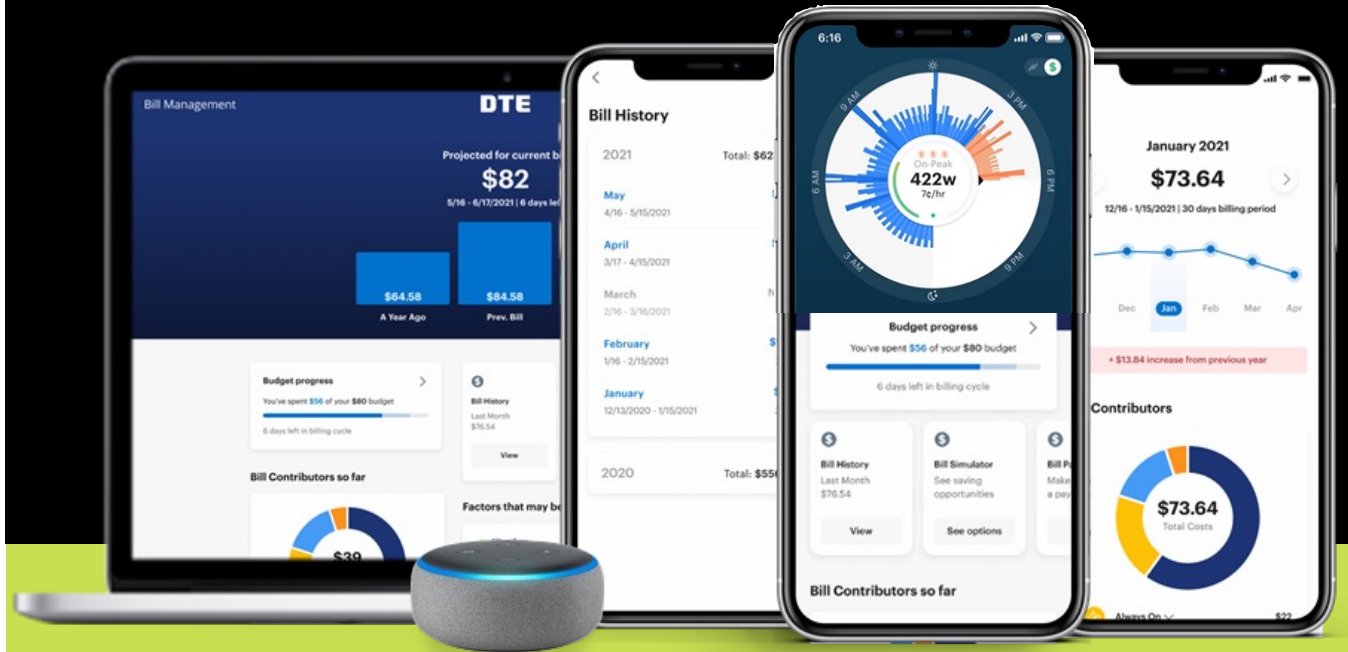 Bill Management
DTE
Projected for current
$82
5/16 - 6/17/2021 | 6 days
$64.58
$84.58
A Year Ago
Prev. Bill
Budget progress
You've spent $56 of your $80 budget
6 days left in billing cycle
Bill History
Last Month
$76.54
View
Bill Contributors so far
Factors that may
$39
Bill History
2021
Total:
May
4/16 - 5/15/2021
April
3/17 - 4/15/2021
March
2/16 - 3/16/2021
February
1/16 - 2/15/2021
January
12/13/2020 - 1/15/2021
2020
Total:
6:16
$
9 AM
3 PM
6 AM
6 PM
3 AM
9 PM
$ $ $
On-Peak
422w
7¢/hr
Budget progress
You've spent $56 of your $80 budget
6 days left in billing cycle
Bill History
Last Month
$76.54
View
Bill Simulator
See saving
opportunities
See options
Bill
Make
a
Bill Contributors so far
January 2021
$73.64
12/16 - 1/15/2021 | 30 days billing period
Dec Jan Feb Mar Apr
+ $13.84 increase from previous year
Contributors
$73.64
Total Costs
Always On
$22